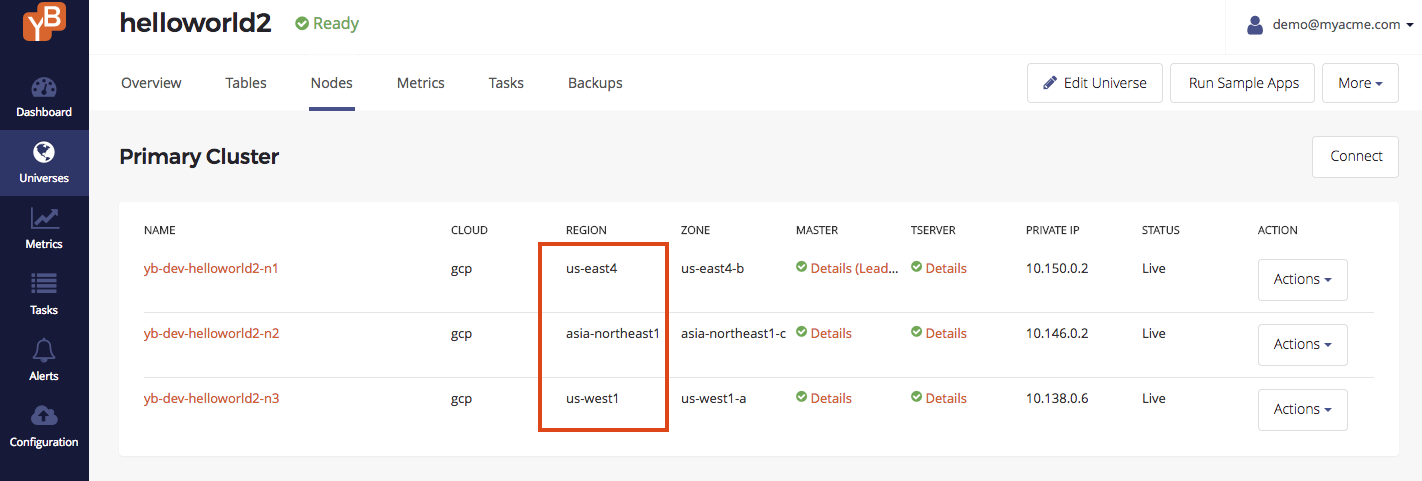 YB
helloworld2 Ready demo@myacme.com
Overview Tables Nodes Metrics Tasks Backups Edit Universe Run Sample Apps More
Dashboard
Universes
Metrics
Tasks
Alerts
Configuration
Primary Cluster Connect
NAME CLOUD REGION ZONE MASTER TSERVER PRIVATE IP STATUS ACTION
yb-dev-helloworld2-n1 gcp us-east4 us-east4-b Details (Lead... Details 10.150.0.2 Live Actions
yb-dev-helloworld2-n2 gcp asia-northeast1 asia-northeast1-c Details Details 10.146.0.2 Live Actions
yb-dev-helloworld2-n3 gcp us-west1 us-west1-a Details Details 10.138.0.6 Live Actions